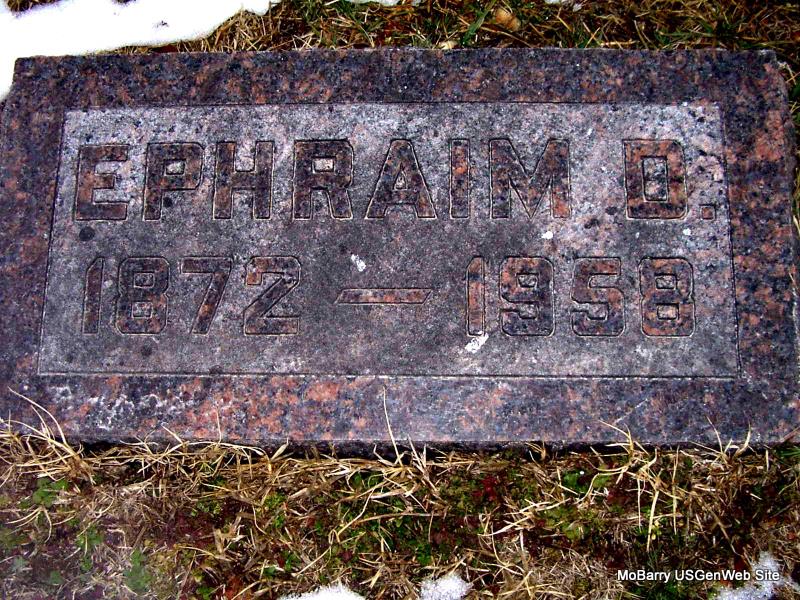 EPHRAIM D.
1872 — 1958
MoBarry USGenWeb Site